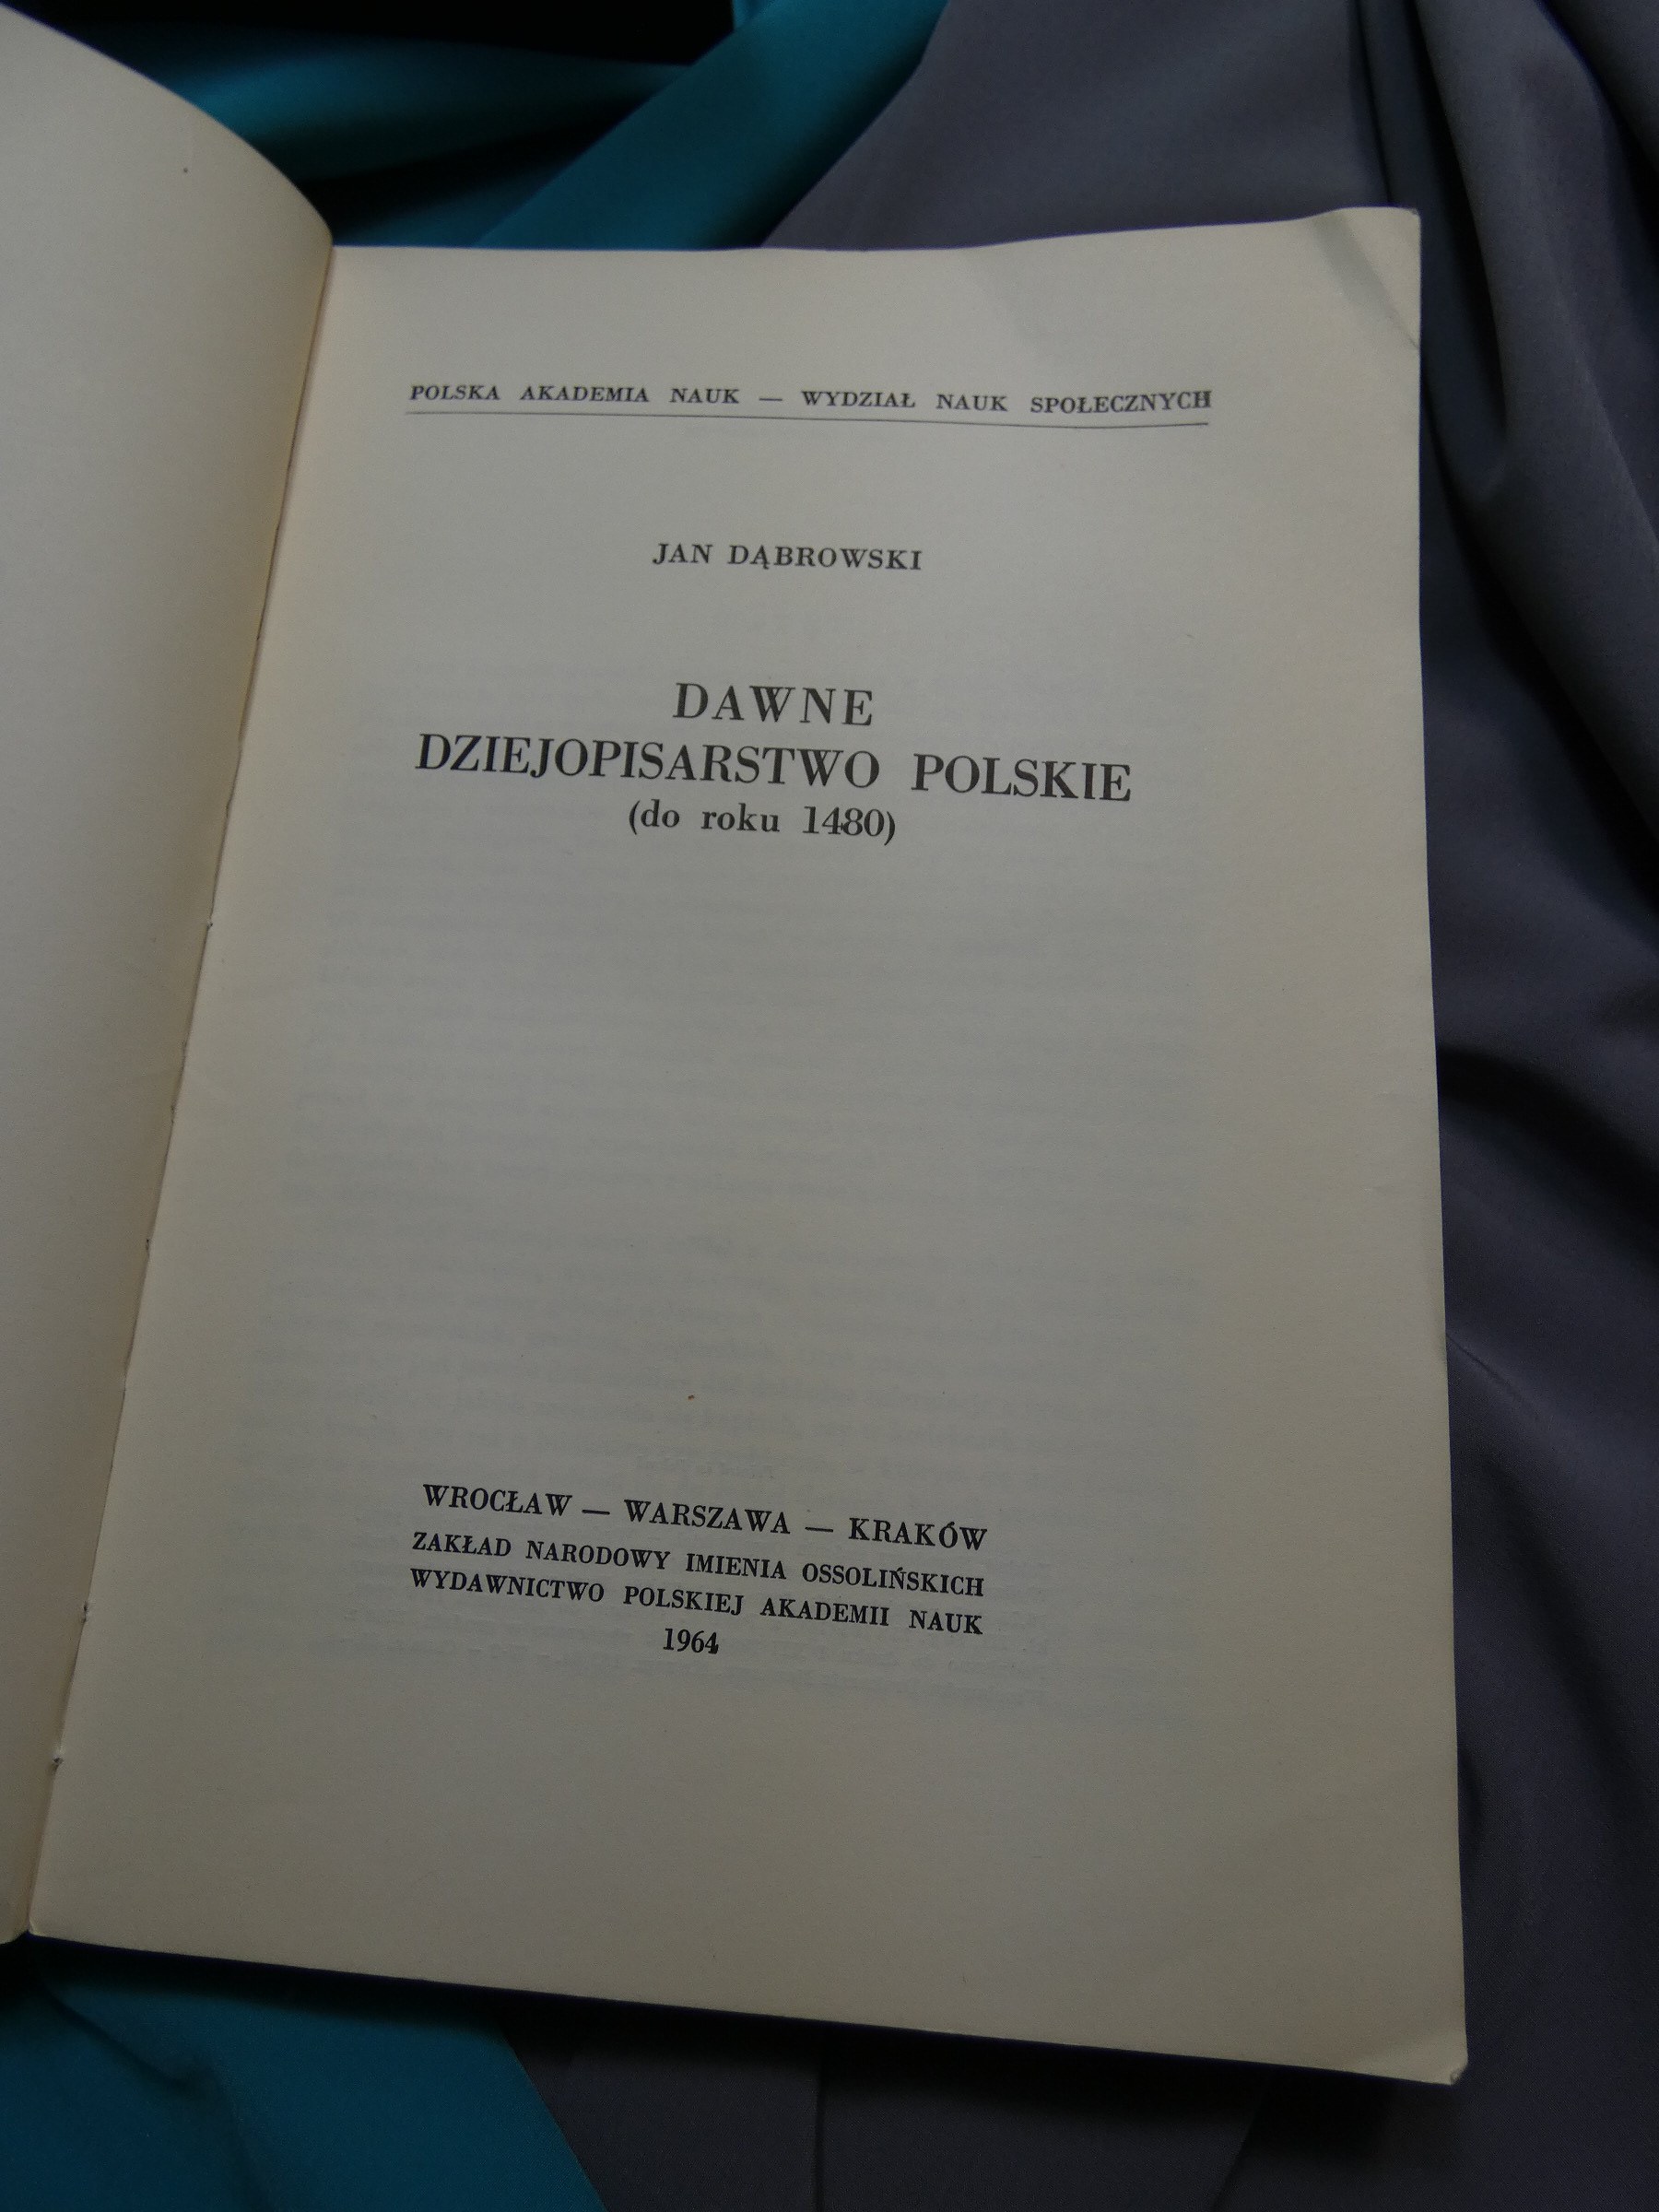 POLSKA AKADEMIA NAUK — WYDZIAŁ NAUK SPOŁECZNYCH
JAN DĄBROWSKI
DAWNE
DZIEJOPISARSTWO POLSKIE
(do roku 1480)
WROCŁAW — WARSZAWA — KRAKÓW
ZAKŁAD NARODOWY IMIENIA OSSOLIŃSKICH
WYDAWNICTWO POLSKIEJ AKADEMII NAUK
1964